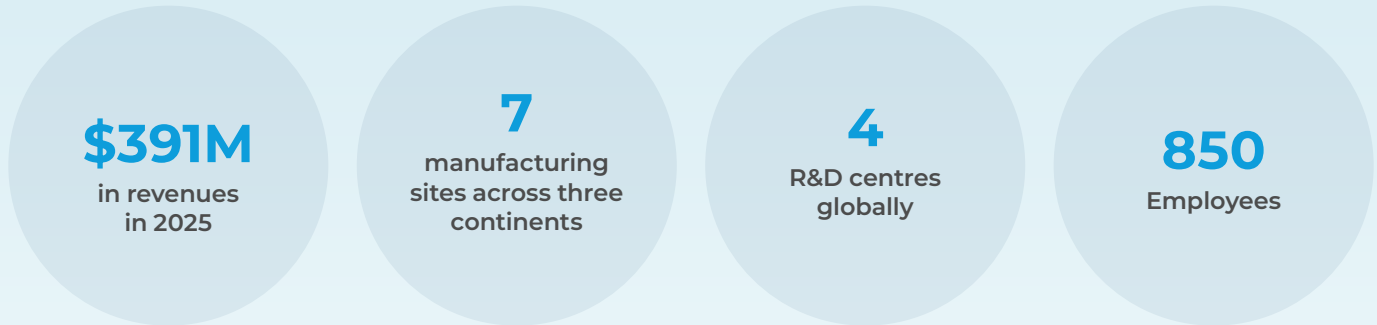 $391M
in revenues
in 2025
7
manufacturing
sites across three
continents
4
R&D centres
globally
850
Employees